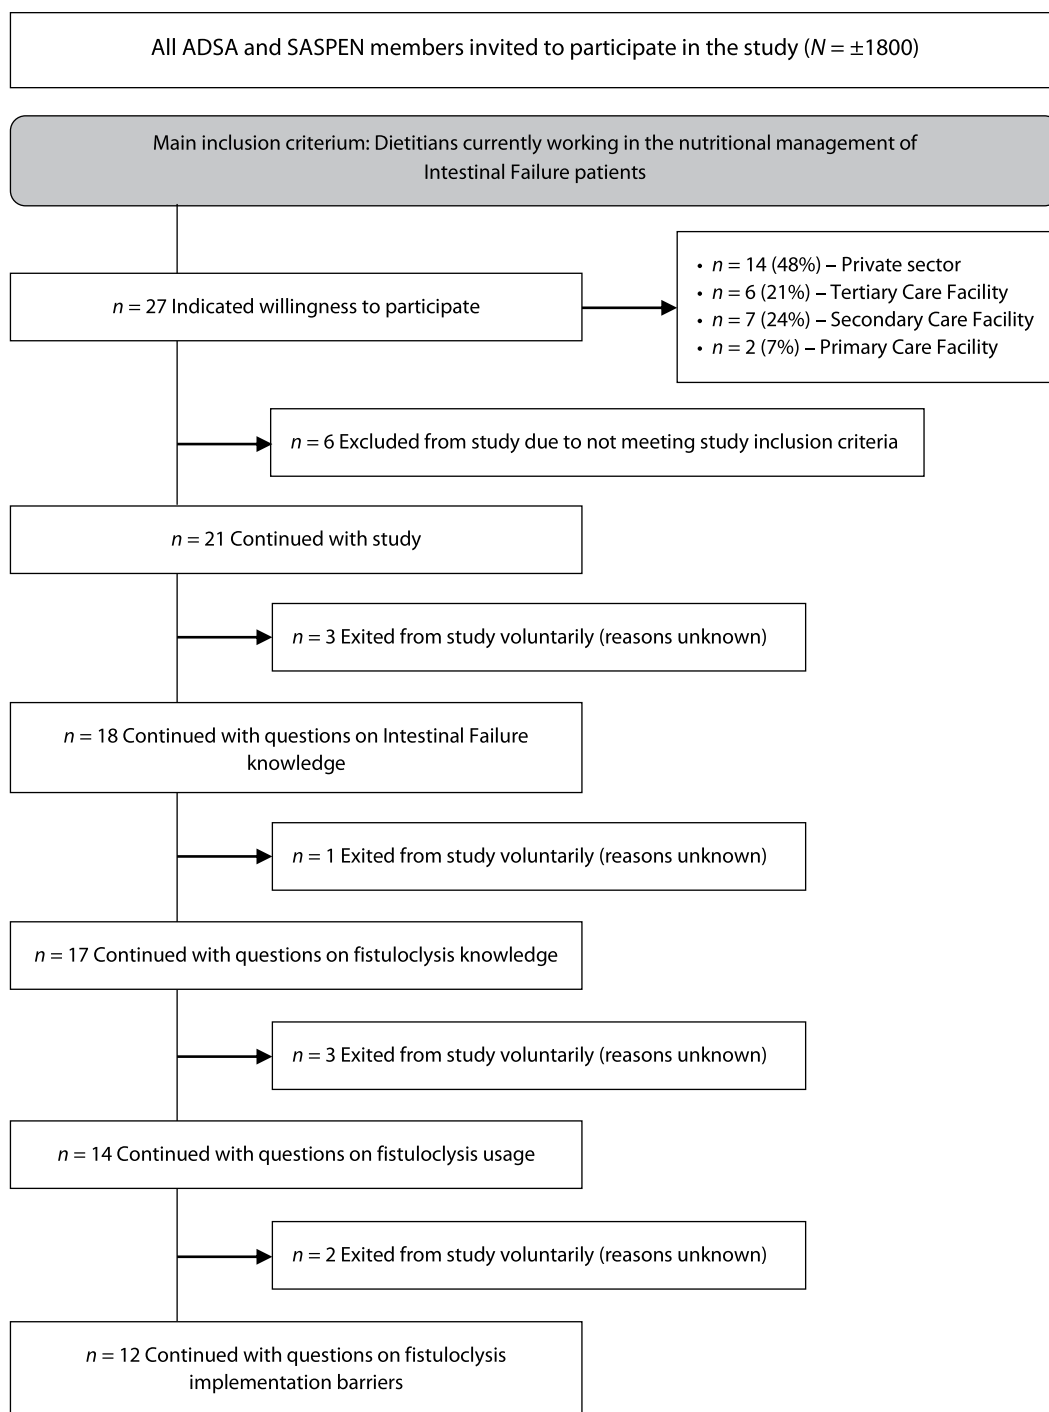 All ADSA and SASPEN members invited to participate in the study (N = ±1800)
Main inclusion criterium: Dietitians currently working in the nutritional management of
Intestinal Failure patients
n = 27 Indicated willingness to participate
• n = 14 (48%) – Private sector
• n = 6 (21%) – Tertiary Care Facility
• n = 7 (24%) – Secondary Care Facility
• n = 2 (7%) – Primary Care Facility
n = 6 Excluded from study due to not meeting study inclusion criteria
n = 21 Continued with study
n = 3 Exited from study voluntarily (reasons unknown)
n = 18 Continued with questions on Intestinal Failure
knowledge
n = 1 Exited from study voluntarily (reasons unknown)
n = 17 Continued with questions on fistuloclysis knowledge
n = 3 Exited from study voluntarily (reasons unknown)
n = 14 Continued with questions on fistuloclysis usage
n = 2 Exited from study voluntarily (reasons unknown)
n = 12 Continued with questions on fistuloclysis
implementation barriers